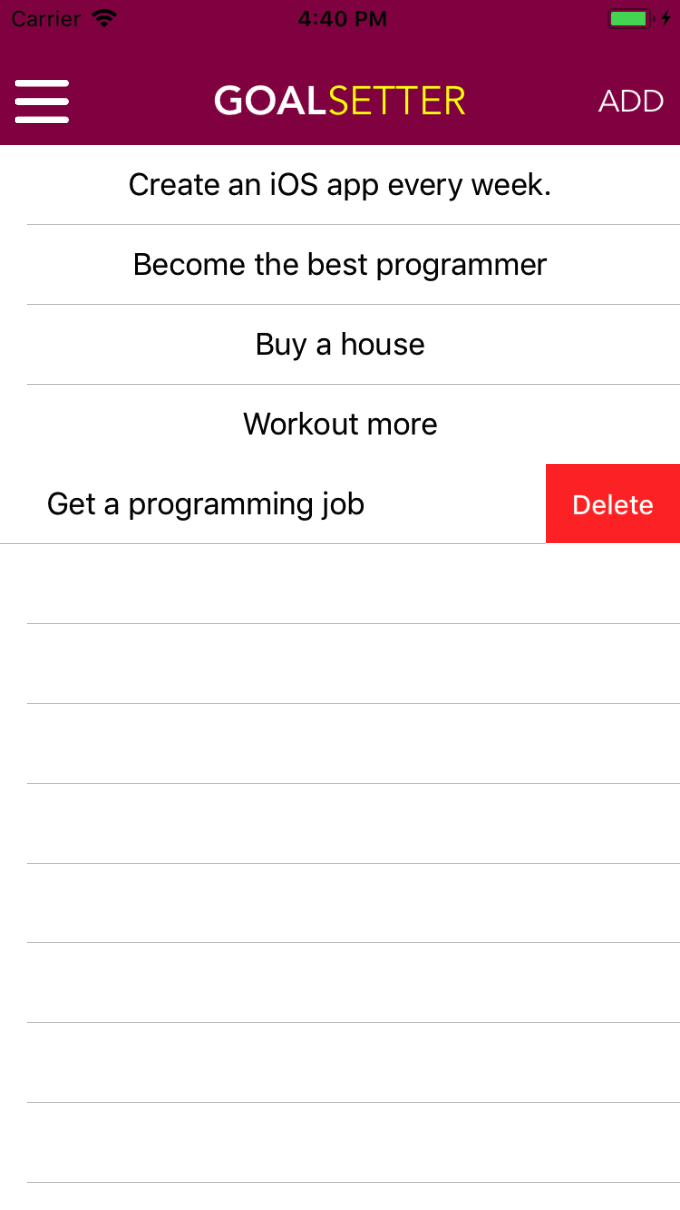 Carrier 4:40 PM
GOALSETTER ADD
Create an iOS app every week.
Become the best programmer
Buy a house
Workout more
Get a programming job Delete